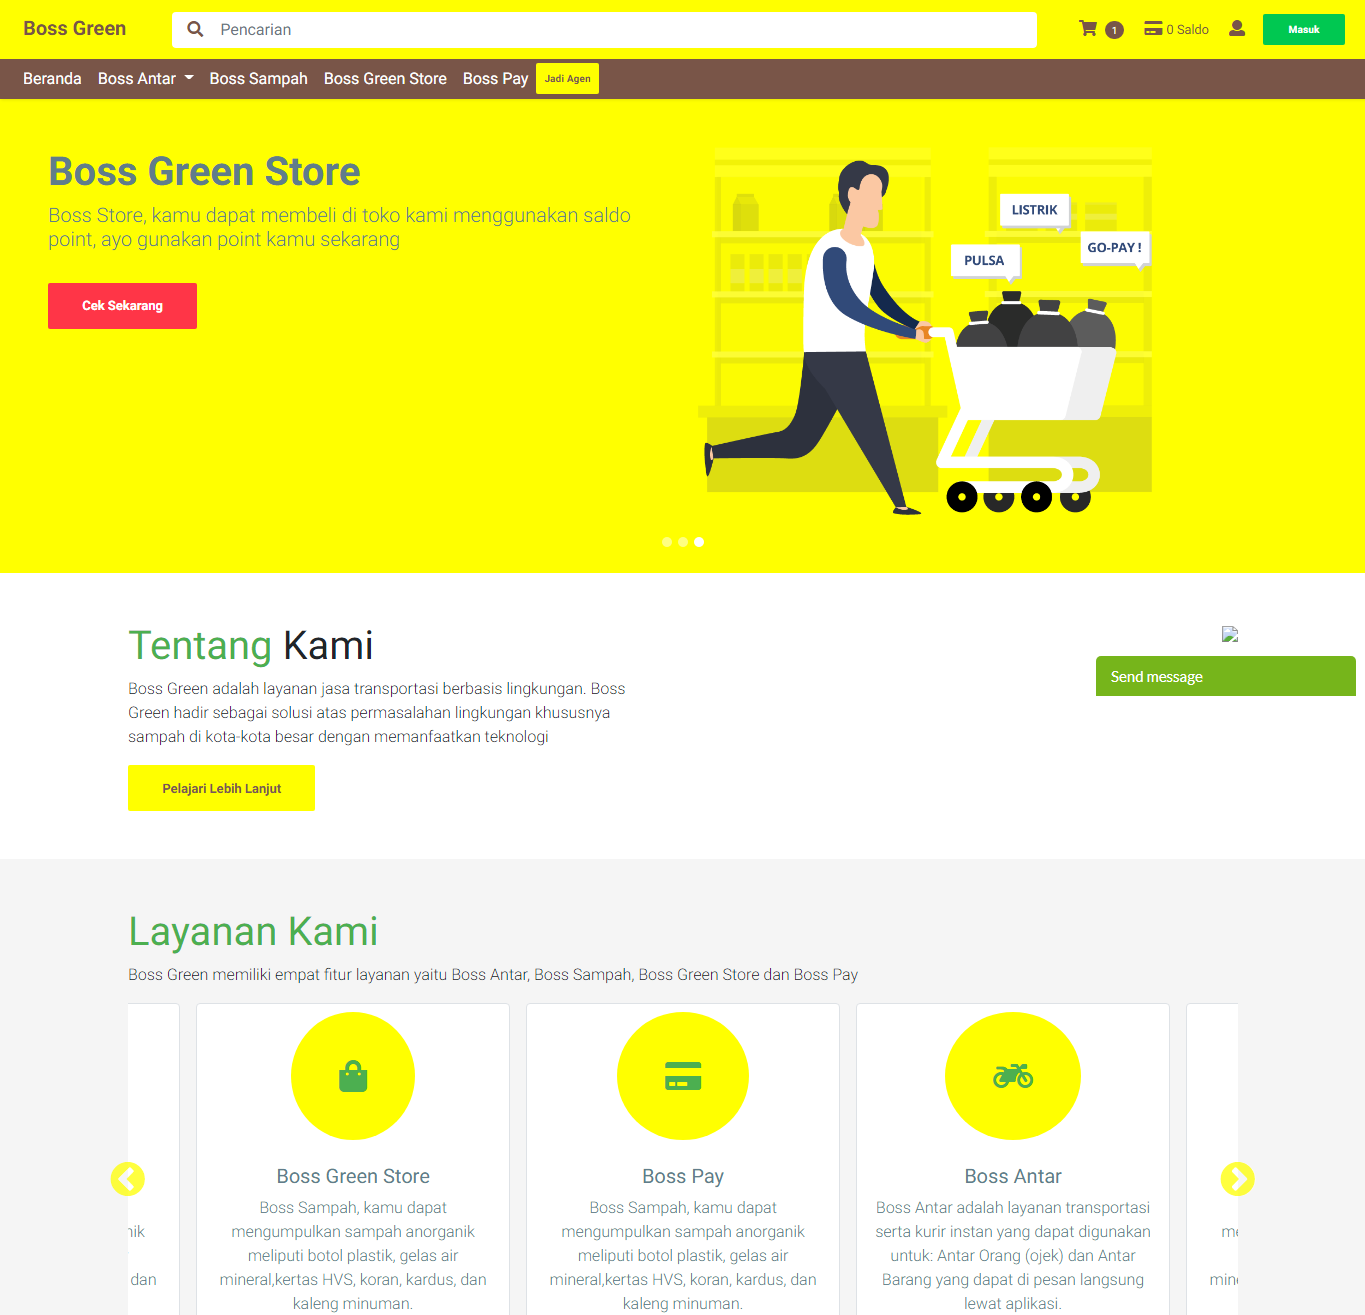 Boss Green
Pencarian
1
0 Saldo
Masuk
Beranda
Boss Antar
Boss Sampah
Boss Green Store
Boss Pay
Jadi Agen
Boss Green Store
Boss Store, kamu dapat membeli di toko kami menggunakan saldo
point, ayo gunakan point kamu sekarang
Cek Sekarang
LISTRIK
GO-PAY !
PULSA
Tentang Kami
Boss Green adalah layanan jasa transportasi berbasis lingkungan. Boss
Green hadir sebagai solusi atas permasalahan lingkungan khususnya
sampah di kota-kota besar dengan memanfaatkan teknologi
Pelajari Lebih Lanjut
Send message
Layanan Kami
Boss Green memiliki empat fitur layanan yaitu Boss Antar, Boss Sampah, Boss Green Store dan Boss Pay
dan
Boss Green Store
Boss Sampah, kamu dapat
mengumpulkan sampah anorganik
meliputi botol plastik, gelas air
mineral,kertas HVS, koran, kardus, dan
kaleng minuman.
Boss Pay
Boss Sampah, kamu dapat
mengumpulkan sampah anorganik
meliputi botol plastik, gelas air
mineral,kertas HVS, koran, kardus, dan
kaleng minuman.
Boss Antar
Boss Antar adalah layanan transportasi
serta kurir instan yang dapat digunakan
untuk: Antar Orang (ojek) dan Antar
Barang yang dapat di pesan langsung
lewat aplikasi.